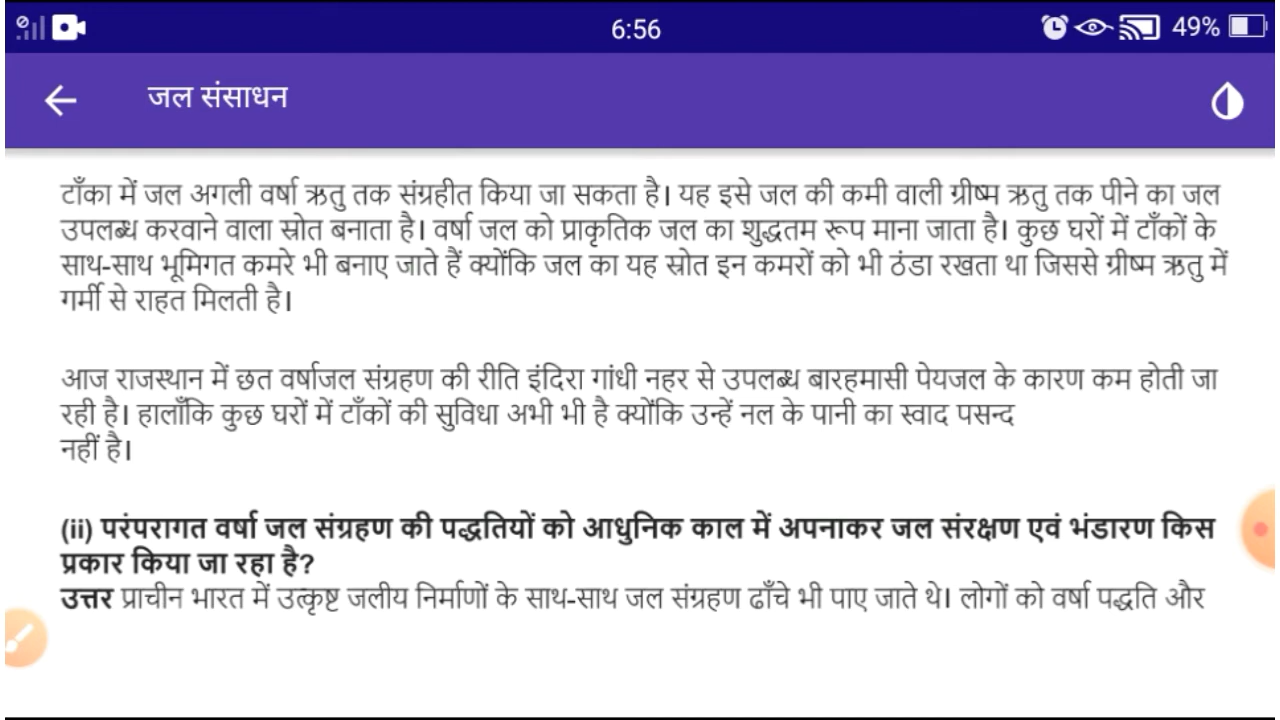 6:56
49%
जल संसाधन
टाँका में जल अगली वर्षा ऋतु तक संग्रहीत किया जा सकता है। यह इसे जल की कमी वाली ग्रीष्म ऋतु तक पीने का जल
उपलब्ध करवाने वाला स्रोत बनाता है। वर्षा जल को प्राकृतिक जल का शुद्धतम रूप माना जाता है। कुछ घरों में टाँकों के
साथ-साथ भूमिगत कमरे भी बनाए जाते हैं क्योंकि जल का यह स्रोत इन कमरों को भी ठंडा रखता था जिससे ग्रीष्म ऋतु में
गर्मी से राहत मिलती है।
आज राजस्थान में छत वर्षाजल संग्रहण की रीति इंदिरा गांधी नहर से उपलब्ध बारहमासी पेयजल के कारण कम होती जा
रही है। हालाँकि कुछ घरों में टाँकों की सुविधा अभी भी है क्योंकि उन्हें नल के पानी का स्वाद पसन्द
नहीं है।
(ii) परंपरागत वर्षा जल संग्रहण की पद्धतियों को आधुनिक काल में अपनाकर जल संरक्षण एवं भंडारण किस
प्रकार किया जा रहा है?
उत्तर प्राचीन भारत में उत्कृष्ट जलीय निर्माणों के साथ-साथ जल संग्रहण ढाँचे भी पाए जाते थे। लोगों को वर्षा पद्धति और